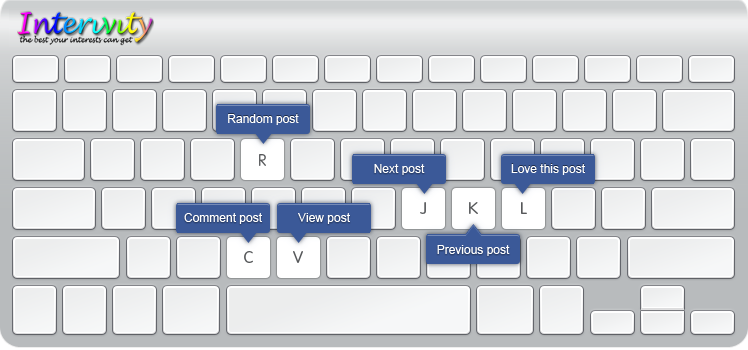 Interwity
the best your interests can get
Random post
R
Next post
Love this post
J
K
L
Comment post
View post
Previous post
C
V